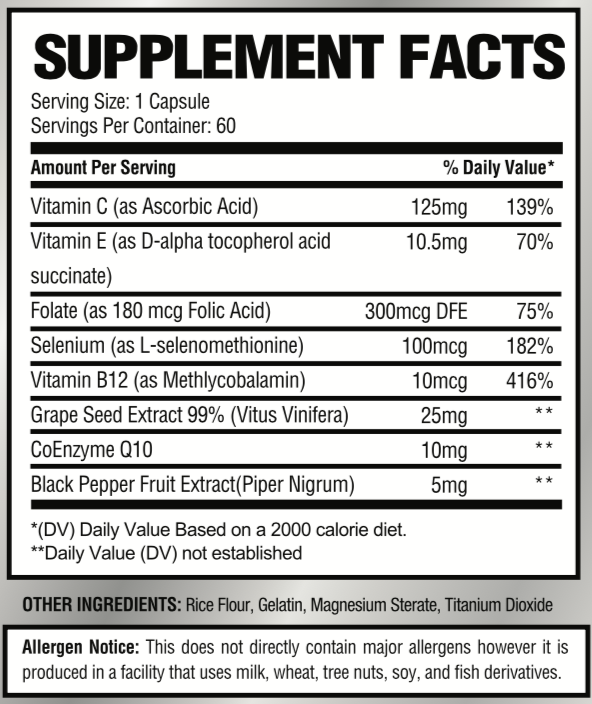 SUPPLEMENT FACTS
Serving Size: 1 Capsule
Servings Per Container: 60
Amount Per Serving % Daily Value*
Vitamin C (as Ascorbic Acid) 125mg 139%
Vitamin E (as D-alpha tocopherol acid 10.5mg 70%
succinate)
Folate (as 180 mcg Folic Acid) 300mcg DFE 75%
Selenium (as L-selenomethionine) 100mcg 182%
Vitamin B12 (as Methlycobalamin) 10mcg 416%
Grape Seed Extract 99% (Vitus Vinifera) 25mg **
CoEnzyme Q10 10mg **
Black Pepper Fruit Extract(Piper Nigrum) 5mg **
*(DV) Daily Value Based on a 2000 calorie diet.
**Daily Value (DV) not established
OTHER INGREDIENTS: Rice Flour, Gelatin, Magnesium Sterate, Titanium Dioxide
Allergen Notice: This does not directly contain major allergens however it is
produced in a facility that uses milk, wheat, tree nuts, soy, and fish derivatives.